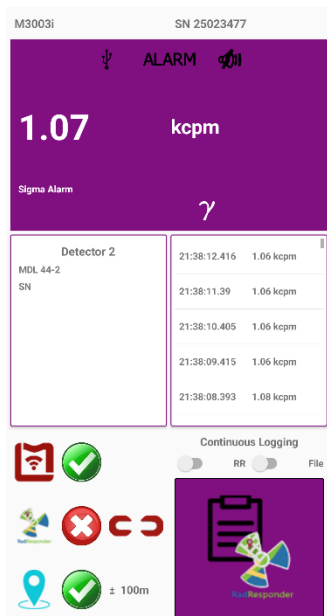 M3003i SN 25023477
ALARM
1.07 kcpm
Sigma Alarm
γ
Detector 2
MDL 44-2
SN
21:38:12.416 1.06 kcpm
21:38:11.39 1.06 kcpm
21:38:10.405 1.06 kcpm
21:38:09.415 1.06 kcpm
21:38:08.393 1.08 kcpm
Continuous Logging
RR File
RadResponder
± 100m
RadResponder